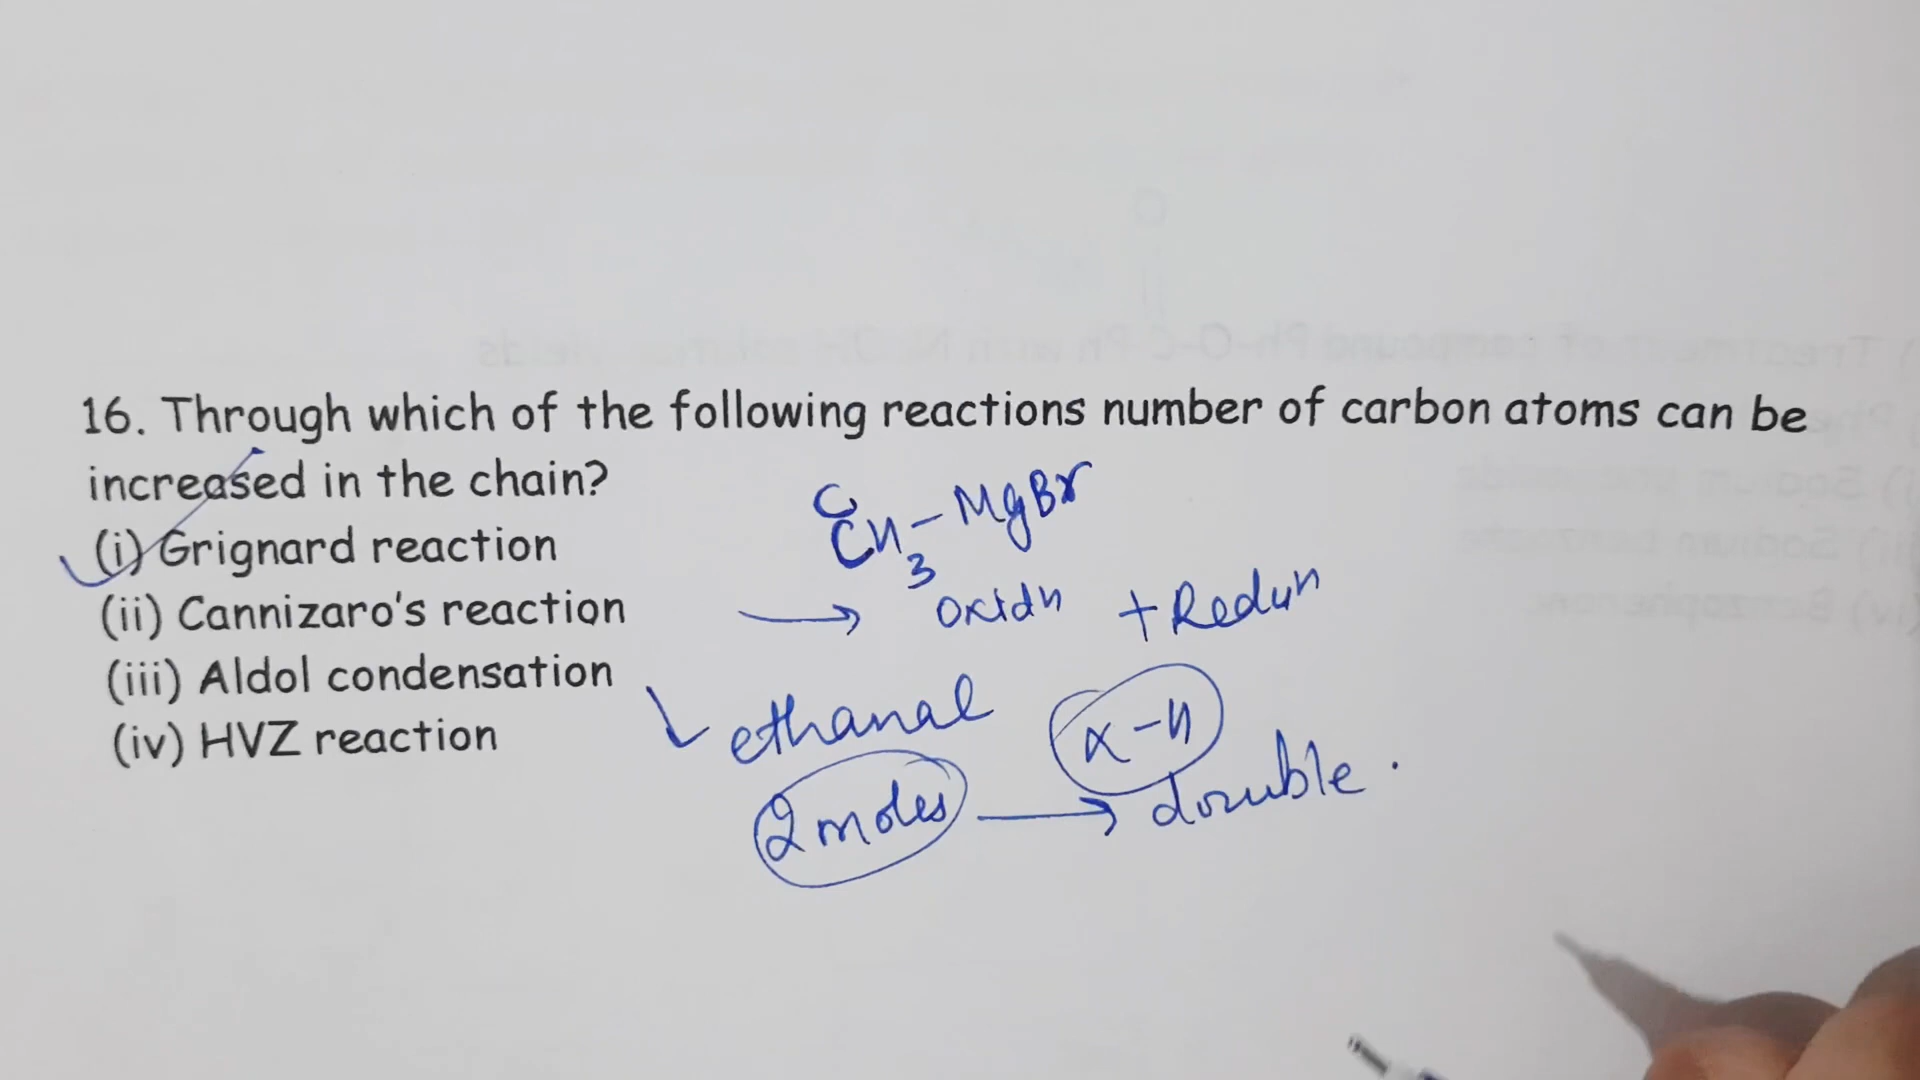 16. Through which of the following reactions number of carbon atoms can be
increased in the chain?
C
CH3-MgBr
(i) Grignard reaction
(ii) Cannizaro's reaction
oxidn + Redun
(iii) Aldol condensation
ethanal α-H
(iv) HVZ reaction
2 moles → double.